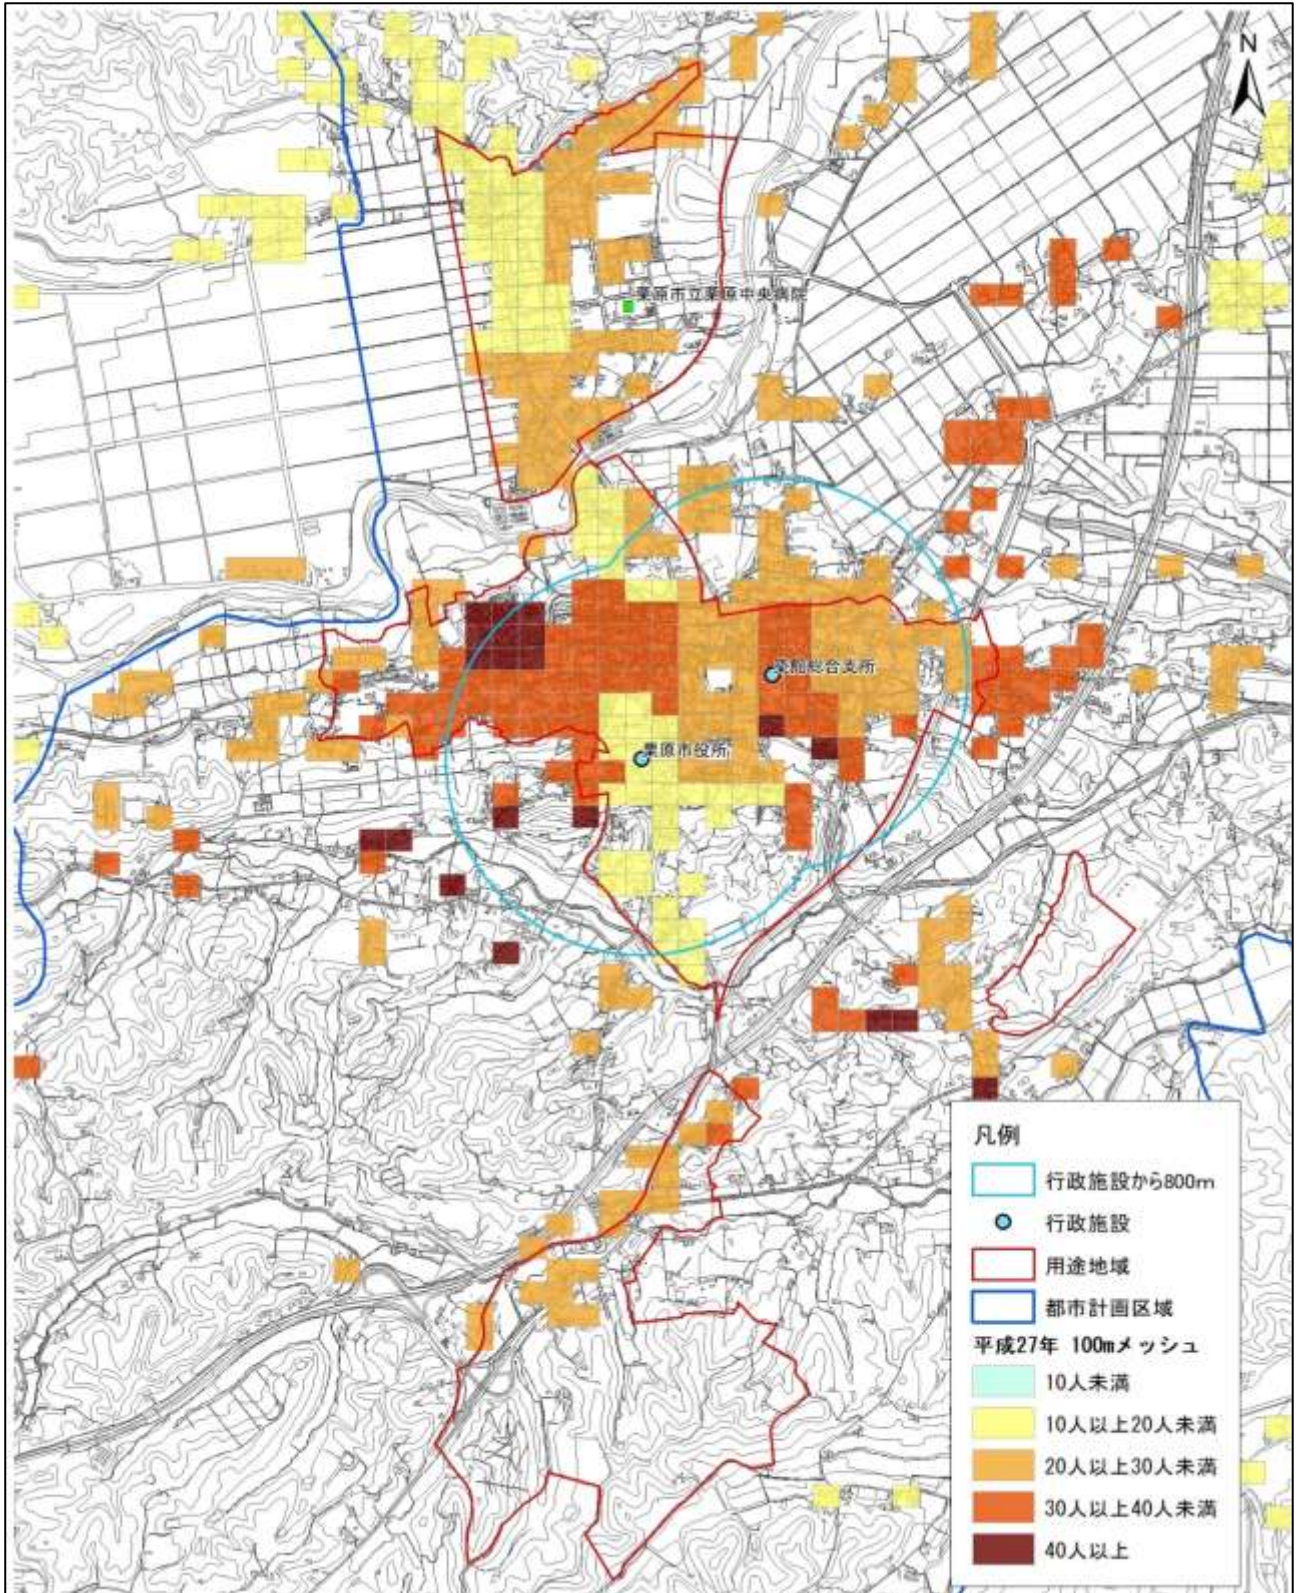 N
栗原市立栗原中央病院
築館総合支所
栗原市役所
凡例
行政施設から800m
行政施設
用途地域
都市計画区域
平成27年 100mメッシュ
10人未満
10人以上20人未満
20人以上30人未満
30人以上40人未満
40人以上